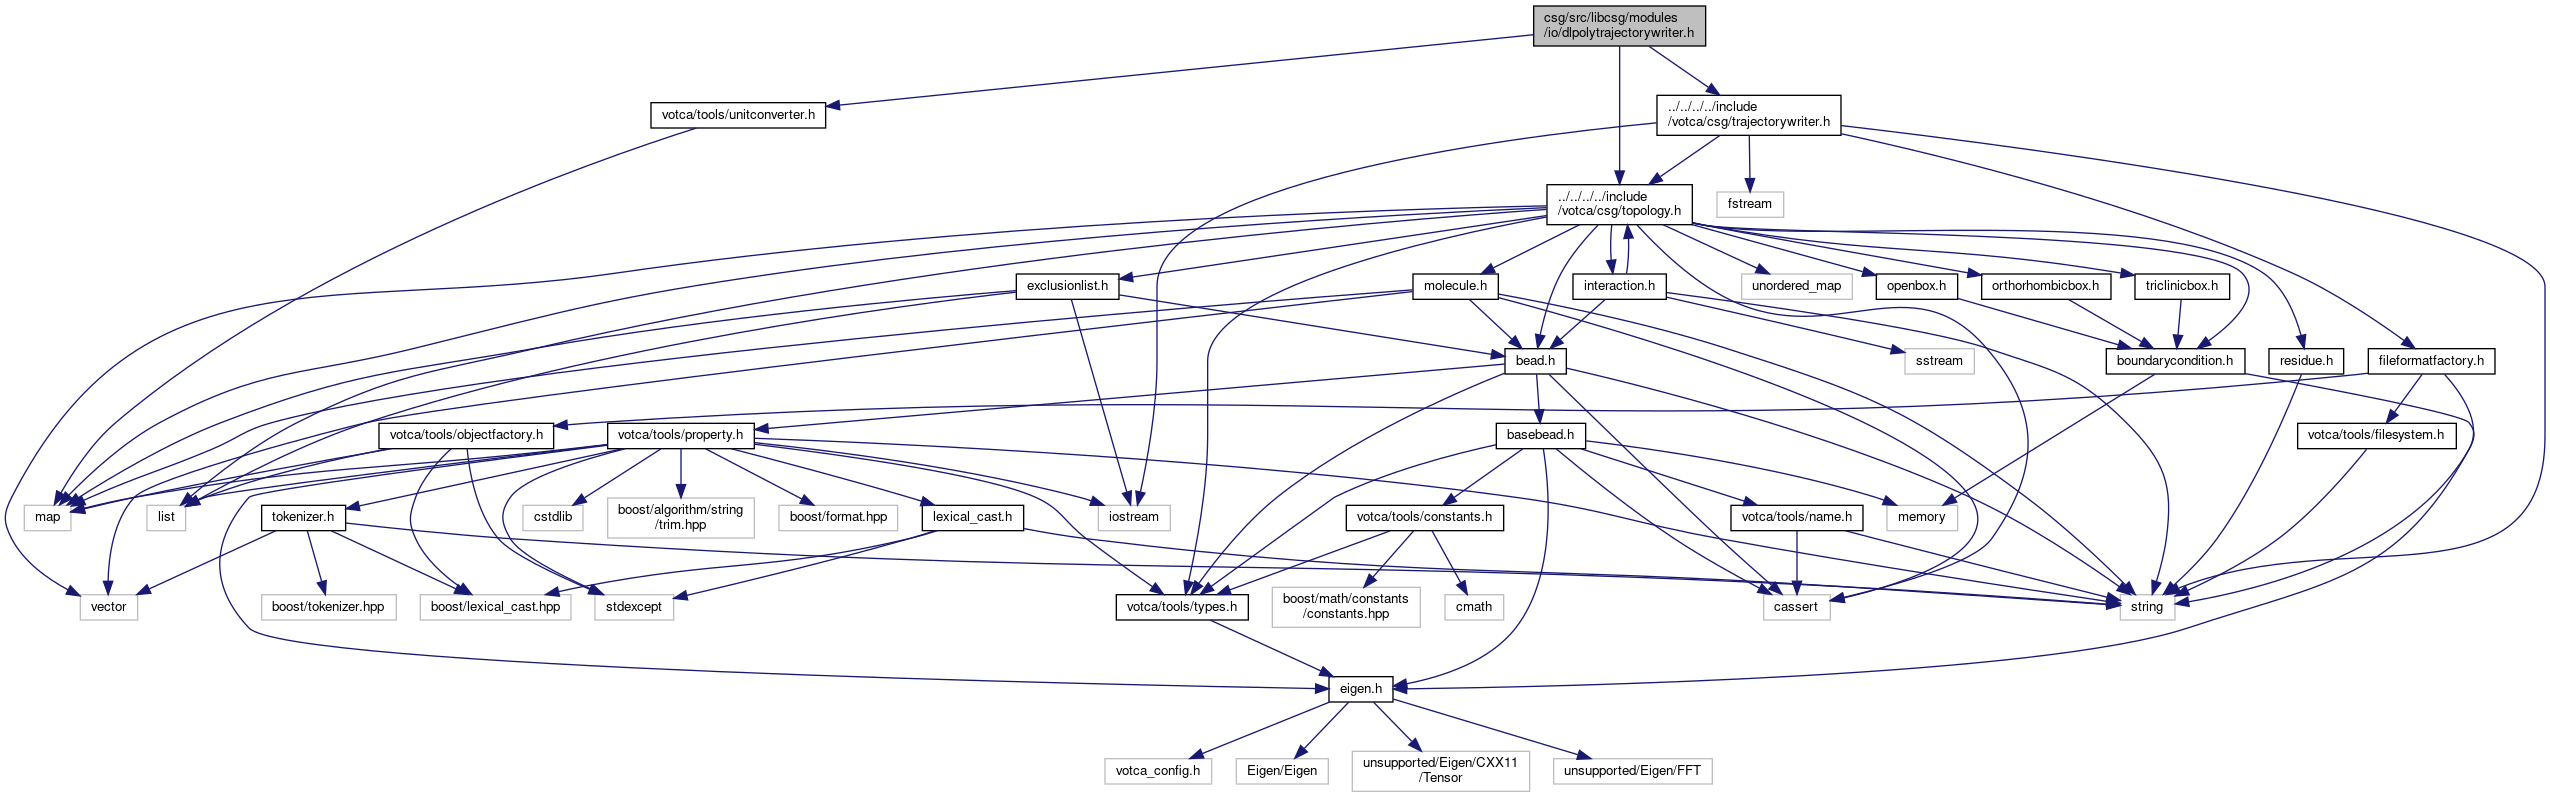 csg/src/libcsg/modules
/io/dlpolytrajectorywriter.h
votca/tools/unitconverter.h
../../../../include
/votca/csg/trajectorywriter.h
../../../../include
/votca/csg/topology.h
fstream
exclusionlist.h
molecule.h
interaction.h
unordered_map
openbox.h
orthorhombicbox.h
triclinicbox.h
bead.h
sstream
boundarycondition.h
residue.h
fileformatfactory.h
votca/tools/objectfactory.h
votca/tools/property.h
basebead.h
votca/tools/filesystem.h
map
list
tokenizer.h
cstdlib
boost/algorithm/string
/trim.hpp
boost/format.hpp
lexical_cast.h
iostream
votca/tools/constants.h
votca/tools/name.h
memory
vector
boost/tokenizer.hpp
boost/lexical_cast.hpp
stdexcept
votca/tools/types.h
boost/math/constants
/constants.hpp
cmath
cassert
string
eigen.h
votca_config.h
Eigen/Eigen
unsupported/Eigen/CXX11
/Tensor
unsupported/Eigen/FFT